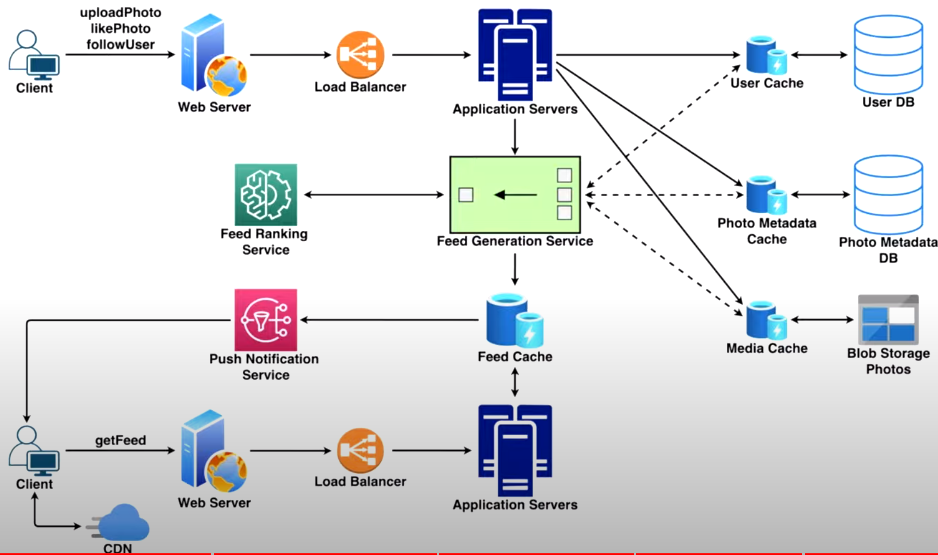 uploadPhoto
likePhoto
followUser
Client
Web Server
Load Balancer
Application Servers
User Cache
User DB
Feed Ranking
Service
Feed Generation Service
Photo Metadata
Cache
Photo Metadata
DB
Push Notification
Service
Feed Cache
Media Cache
Blob Storage
Photos
getFeed
Client
Web Server
Load Balancer
Application Servers
CDN